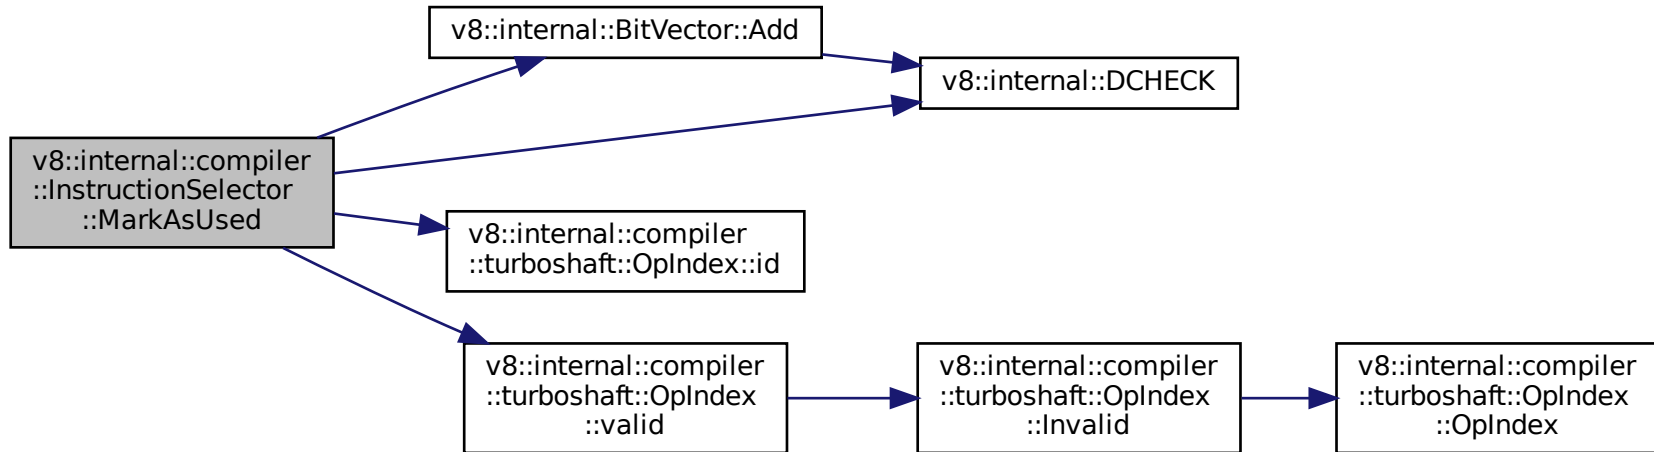 v8::internal::BitVector::Add
v8::internal::DCHECK
v8::internal::compiler
::InstructionSelector
::MarkAsUsed
v8::internal::compiler
::turboshaft::OpIndex::id
v8::internal::compiler
::turboshaft::OpIndex
::valid
v8::internal::compiler
::turboshaft::OpIndex
::Invalid
v8::internal::compiler
::turboshaft::OpIndex
::OpIndex